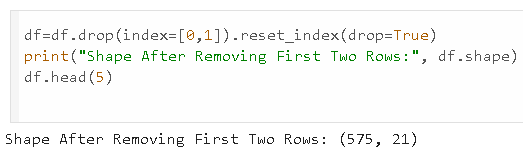 df=df.drop(index=[0,1]).reset_index(drop=True)
print("Shape After Removing First Two Rows:", df.shape)
df.head(5)
Shape After Removing First Two Rows: (575, 21)